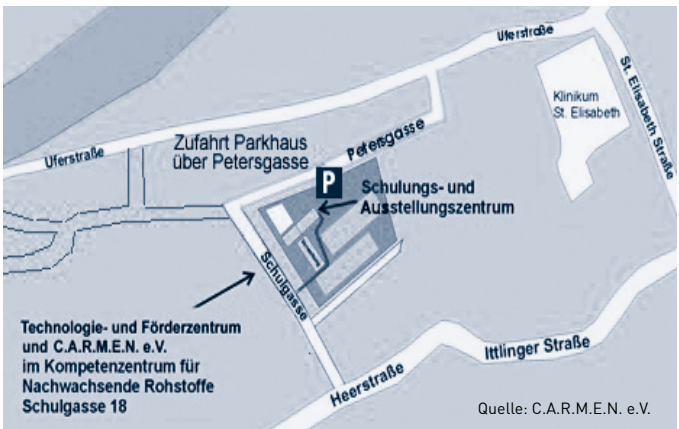 Uferstraße
St. Elisabeth Straße
Klinikum
St. Elisabeth
Petersgasse
Zufahrt Parkhaus
über Petersgasse
Uferstraße
P
Schulungs- und
Ausstellungszentrum
Schulgasse
Technologie- und Förderzentrum
und C.A.R.M.E.N. e.V.
im Kompetenzentrum für
Nachwachsende Rohstoffe
Schulgasse 18
Ittlinger Straße
Heerstraße
Quelle: C.A.R.M.E.N. e.V.